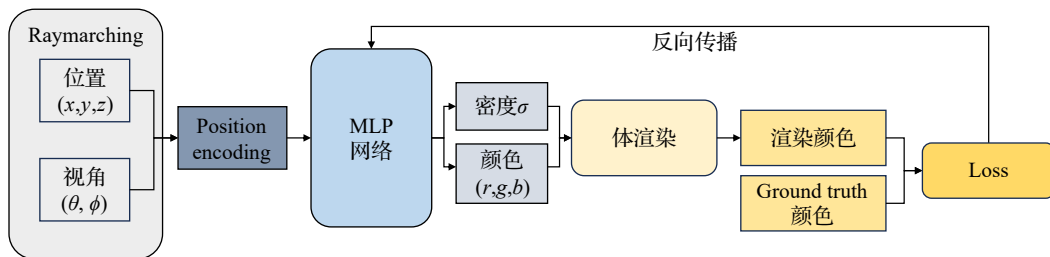 Raymarching
位置
(x,y,z)
视角
(θ, ϕ)
Position
encoding
MLP
网络
密度σ
颜色
(r,g,b)
体渲染
反向传播
渲染颜色
Ground truth
颜色
Loss